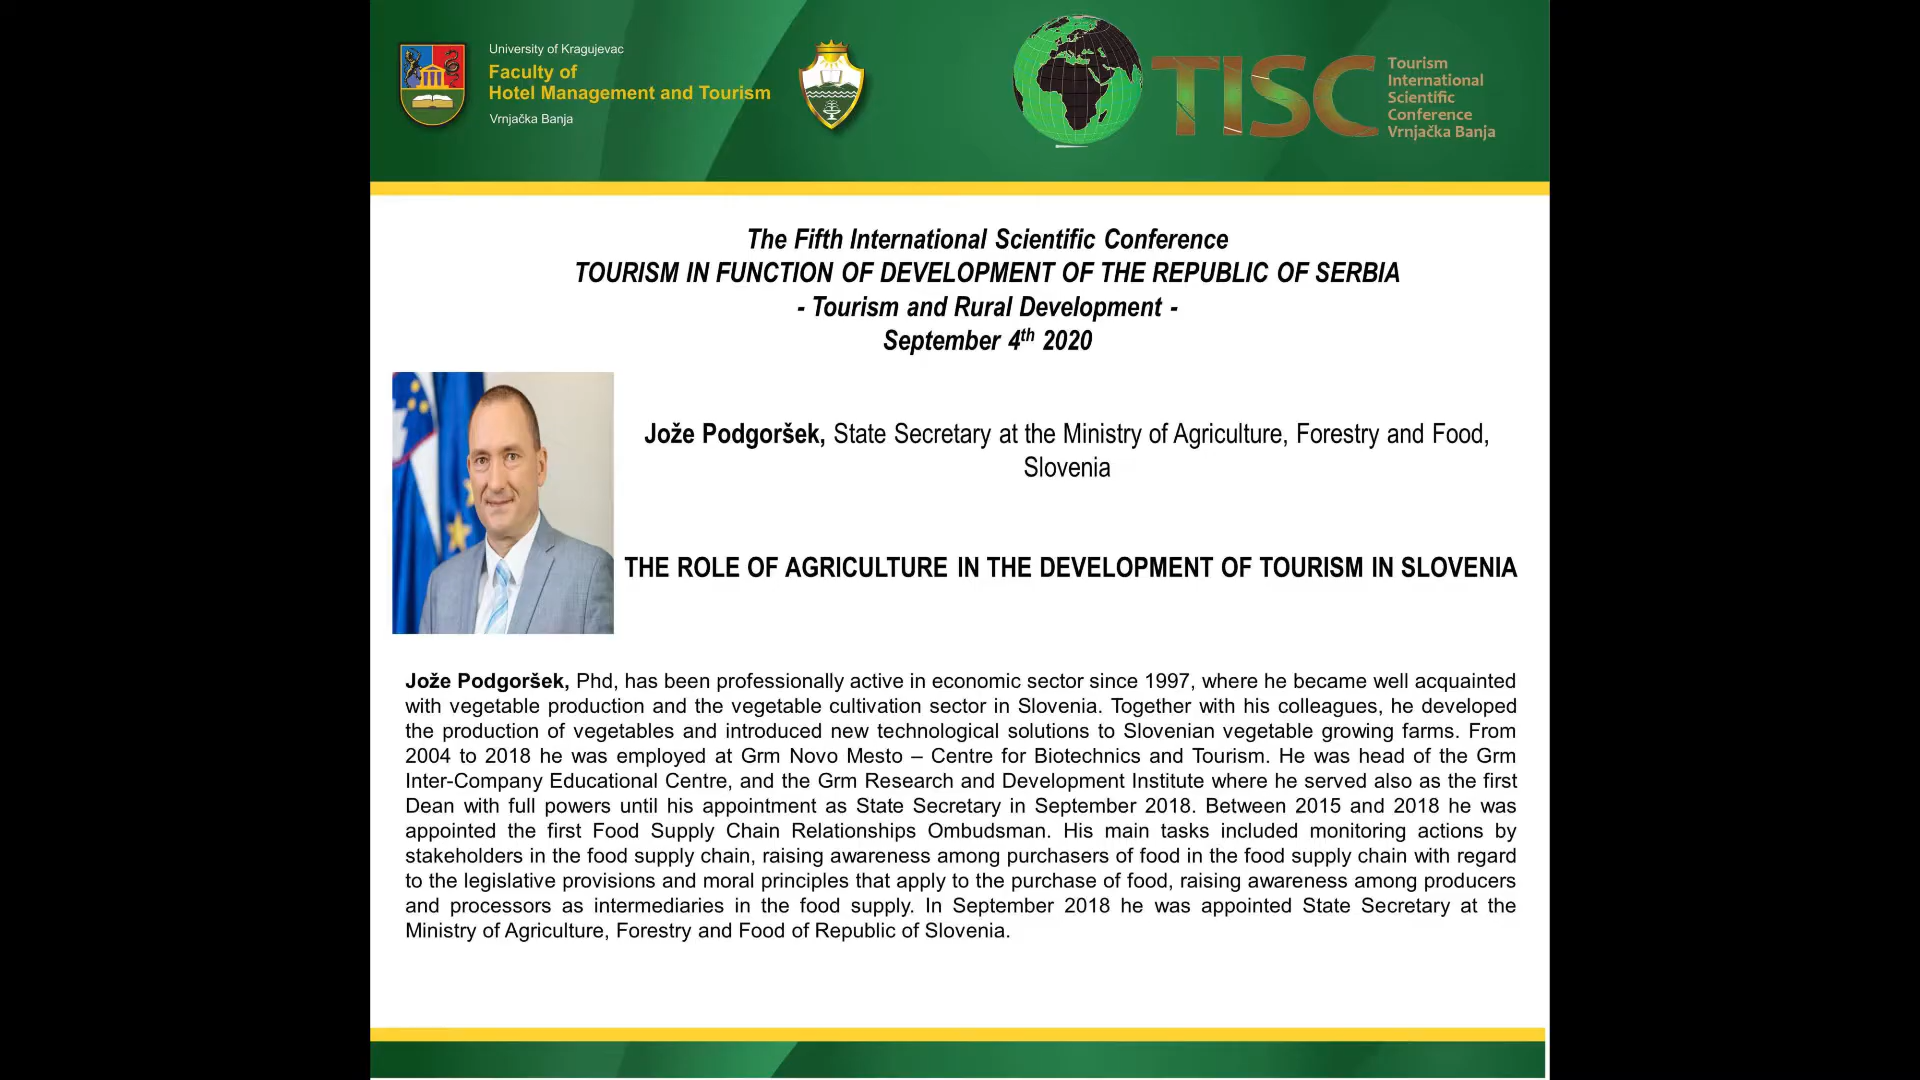 University of Kragujevac
Faculty of
Hotel Management and Tourism
Vrnjačka Banja
TISC
Tourism
International
Scientific
Conference
Vrnjačka Banja
The Fifth International Scientific Conference
TOURISM IN FUNCTION OF DEVELOPMENT OF THE REPUBLIC OF SERBIA
- Tourism and Rural Development -
September 4th 2020
Jože Podgoršek, State Secretary at the Ministry of Agriculture, Forestry and Food,
Slovenia
THE ROLE OF AGRICULTURE IN THE DEVELOPMENT OF TOURISM IN SLOVENIA
Jože Podgoršek, Phd, has been professionally active in economic sector since 1997, where he became well acquainted
with vegetable production and the vegetable cultivation sector in Slovenia. Together with his colleagues, he developed
the production of vegetables and introduced new technological solutions to Slovenian vegetable growing farms. From
2004 to 2018 he was employed at Grm Novo Mesto – Centre for Biotechnics and Tourism. He was head of the Grm
Inter-Company Educational Centre, and the Grm Research and Development Institute where he served also as the first
Dean with full powers until his appointment as State Secretary in September 2018. Between 2015 and 2018 he was
appointed the first Food Supply Chain Relationships Ombudsman. His main tasks included monitoring actions by
stakeholders in the food supply chain, raising awareness among purchasers of food in the food supply chain with regard
to the legislative provisions and moral principles that apply to the purchase of food, raising awareness among producers
and processors as intermediaries in the food supply. In September 2018 he was appointed State Secretary at the
Ministry of Agriculture, Forestry and Food of Republic of Slovenia.